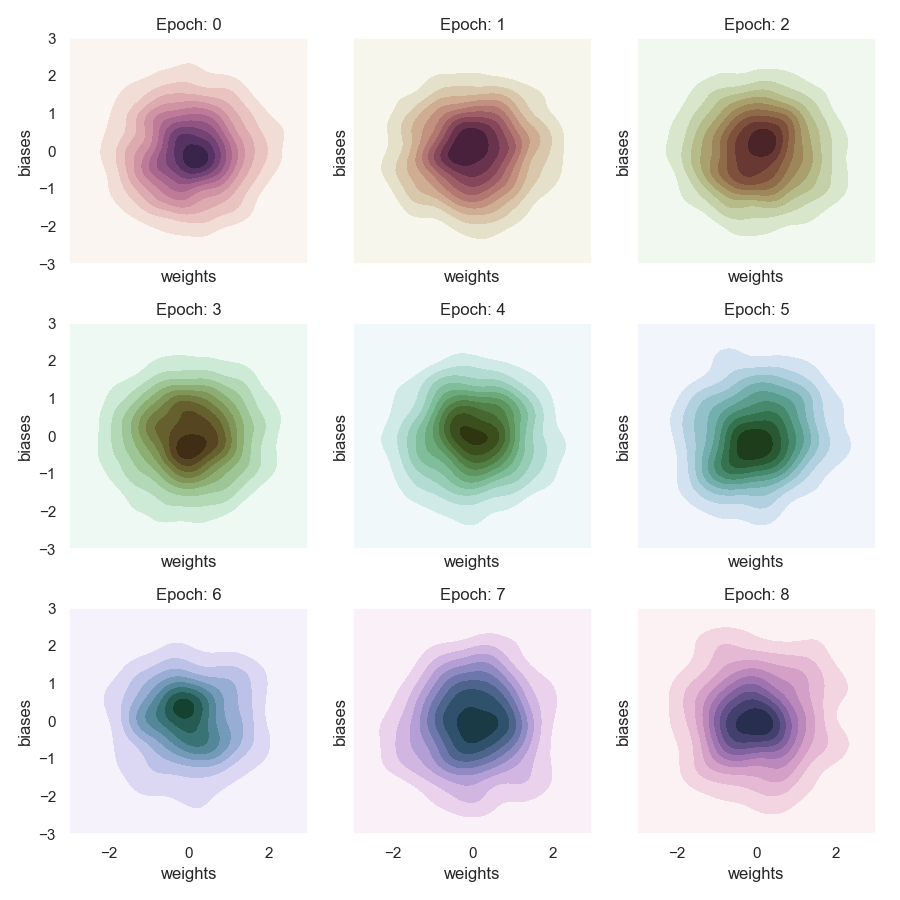 Epoch: 0
Epoch: 1
Epoch: 2
3
2
1
0
−1
−2
−3
biases
biases
biases
weights
weights
weights
Epoch: 3
Epoch: 4
Epoch: 5
3
2
1
0
−1
−2
−3
biases
biases
biases
weights
weights
weights
Epoch: 6
Epoch: 7
Epoch: 8
3
2
1
0
−1
−2
−3
biases
biases
biases
−2 0 2
−2 0 2
−2 0 2
weights
weights
weights